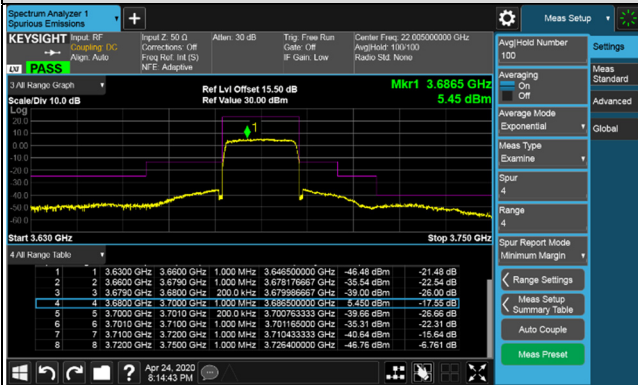 Spectrum Analyzer 1
Spurious Emissions
Meas Setup
KEYSIGHT Input: RF
Coupling: DC
Align: Auto
Input Z: 50 Ω
Corrections: Off
Freq Ref: Int (S)
NFE: Adaptive
Atten: 30 dB
Trig: Free Run
Gate: Off
IF Gain: Low
Center Freq: 22.005000000 GHz
Avg|Hold: 100/100
Radio Std: None
LXI PASS
3 All Range Graph
Scale/Div 10.0 dB
Ref Lvl Offset 15.50 dB
Ref Value 30.00 dBm
Mkr1 3.6865 GHz
5.45 dBm
Log
20.0
10.0
0.00
-10.0
-20.0
-30.0
-40.0
-50.0
-60.0
1
Start 3.630 GHz
Stop 3.750 GHz
4 All Range Table
1 1 3.6300 GHz 3.6600 GHz 1.000 MHz 3.646500000 GHz -46.48 dBm -21.48 dB
2 2 3.6600 GHz 3.6790 GHz 1.000 MHz 3.678176667 GHz -35.54 dBm -22.54 dB
3 3 3.6790 GHz 3.6800 GHz 200.0 kHz 3.679986667 GHz -39.00 dBm -26.00 dB
4 4 3.6800 GHz 3.7000 GHz 1.000 MHz 3.686500000 GHz 5.450 dBm -17.55 dB
5 5 3.7000 GHz 3.7010 GHz 200.0 kHz 3.700763333 GHz -39.66 dBm -26.66 dB
6 6 3.7010 GHz 3.7100 GHz 1.000 MHz 3.701165000 GHz -35.31 dBm -22.31 dB
7 7 3.7100 GHz 3.7200 GHz 1.000 MHz 3.710433333 GHz -40.64 dBm -15.64 dB
8 8 3.7200 GHz 3.7500 GHz 1.000 MHz 3.726400000 GHz -46.76 dBm -6.761 dB
Apr 24, 2020
8:14:43 PM
Avg|Hold Number
100
Averaging
On
Off
Average Mode
Exponential
Meas Type
Examine
Spur
4
Range
4
Spur Report Mode
Minimum Margin
Range Settings
Meas Setup
Summary Table
Auto Couple
Meas Preset
Settings
Meas
Standard
Advanced
Global